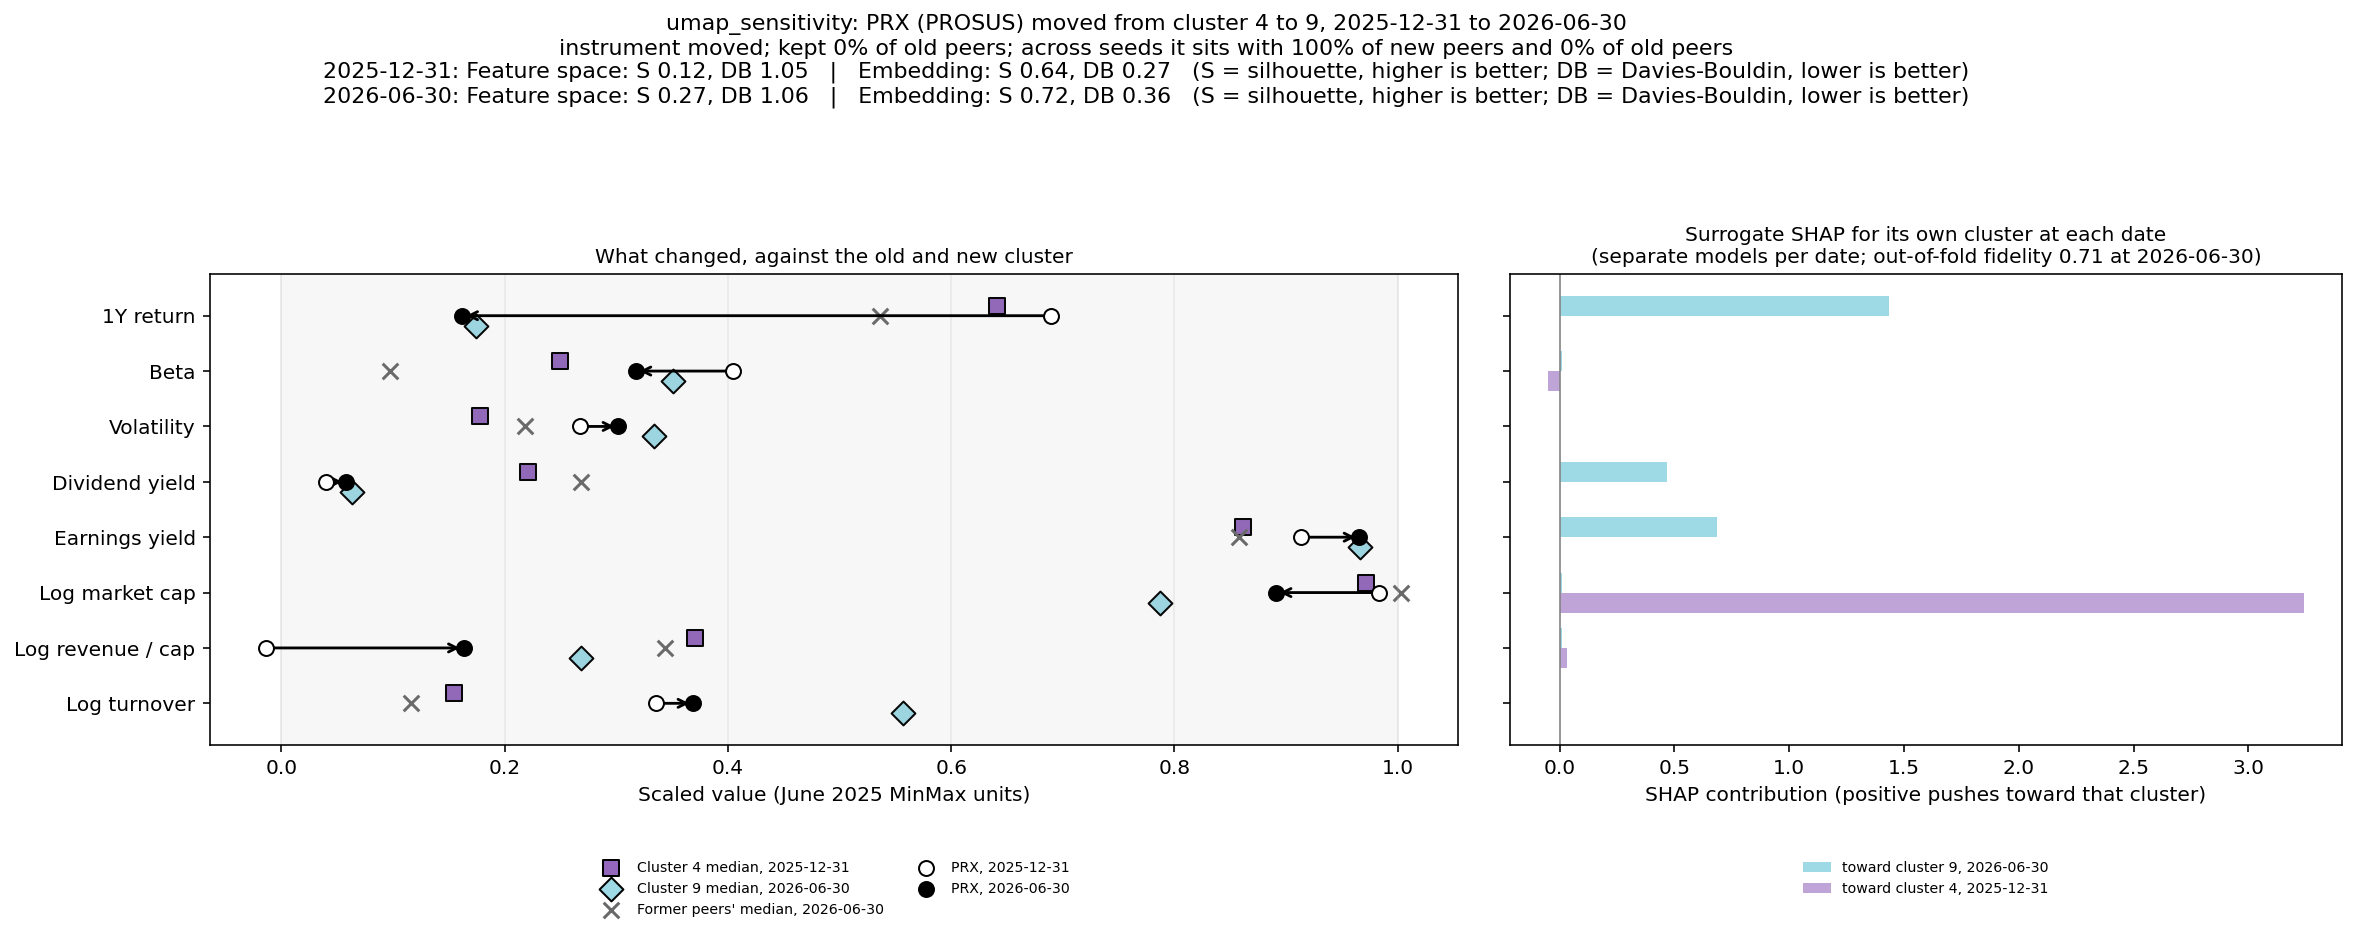 umap_sensitivity: PRX (PROSUS) moved from cluster 4 to 9, 2025-12-31 to 2026-06-30
instrument moved; kept 0% of old peers; across seeds it sits with 100% of new peers and 0% of old peers
2025-12-31: Feature space: S 0.12, DB 1.05   |   Embedding: S 0.64, DB 0.27   (S = silhouette, higher is better; DB = Davies-Bouldin, lower is better)
2026-06-30: Feature space: S 0.27, DB 1.06   |   Embedding: S 0.72, DB 0.36   (S = silhouette, higher is better; DB = Davies-Bouldin, lower is better)
What changed, against the old and new cluster
1Y return
Beta
Volatility
Dividend yield
Earnings yield
Log market cap
Log revenue / cap
Log turnover
0.0 0.2 0.4 0.6 0.8 1.0
Scaled value (June 2025 MinMax units)
Cluster 4 median, 2025-12-31
Cluster 9 median, 2026-06-30
Former peers' median, 2026-06-30
PRX, 2025-12-31
PRX, 2026-06-30
Surrogate SHAP for its own cluster at each date
(separate models per date; out-of-fold fidelity 0.71 at 2026-06-30)
0.0 0.5 1.0 1.5 2.0 2.5 3.0
SHAP contribution (positive pushes toward that cluster)
toward cluster 9, 2026-06-30
toward cluster 4, 2025-12-31